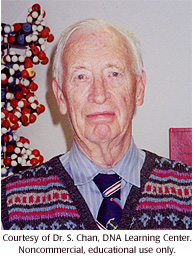 Courtesy of Dr. S. Chan, DNA Learning Center.
Noncommercial, educational use only.